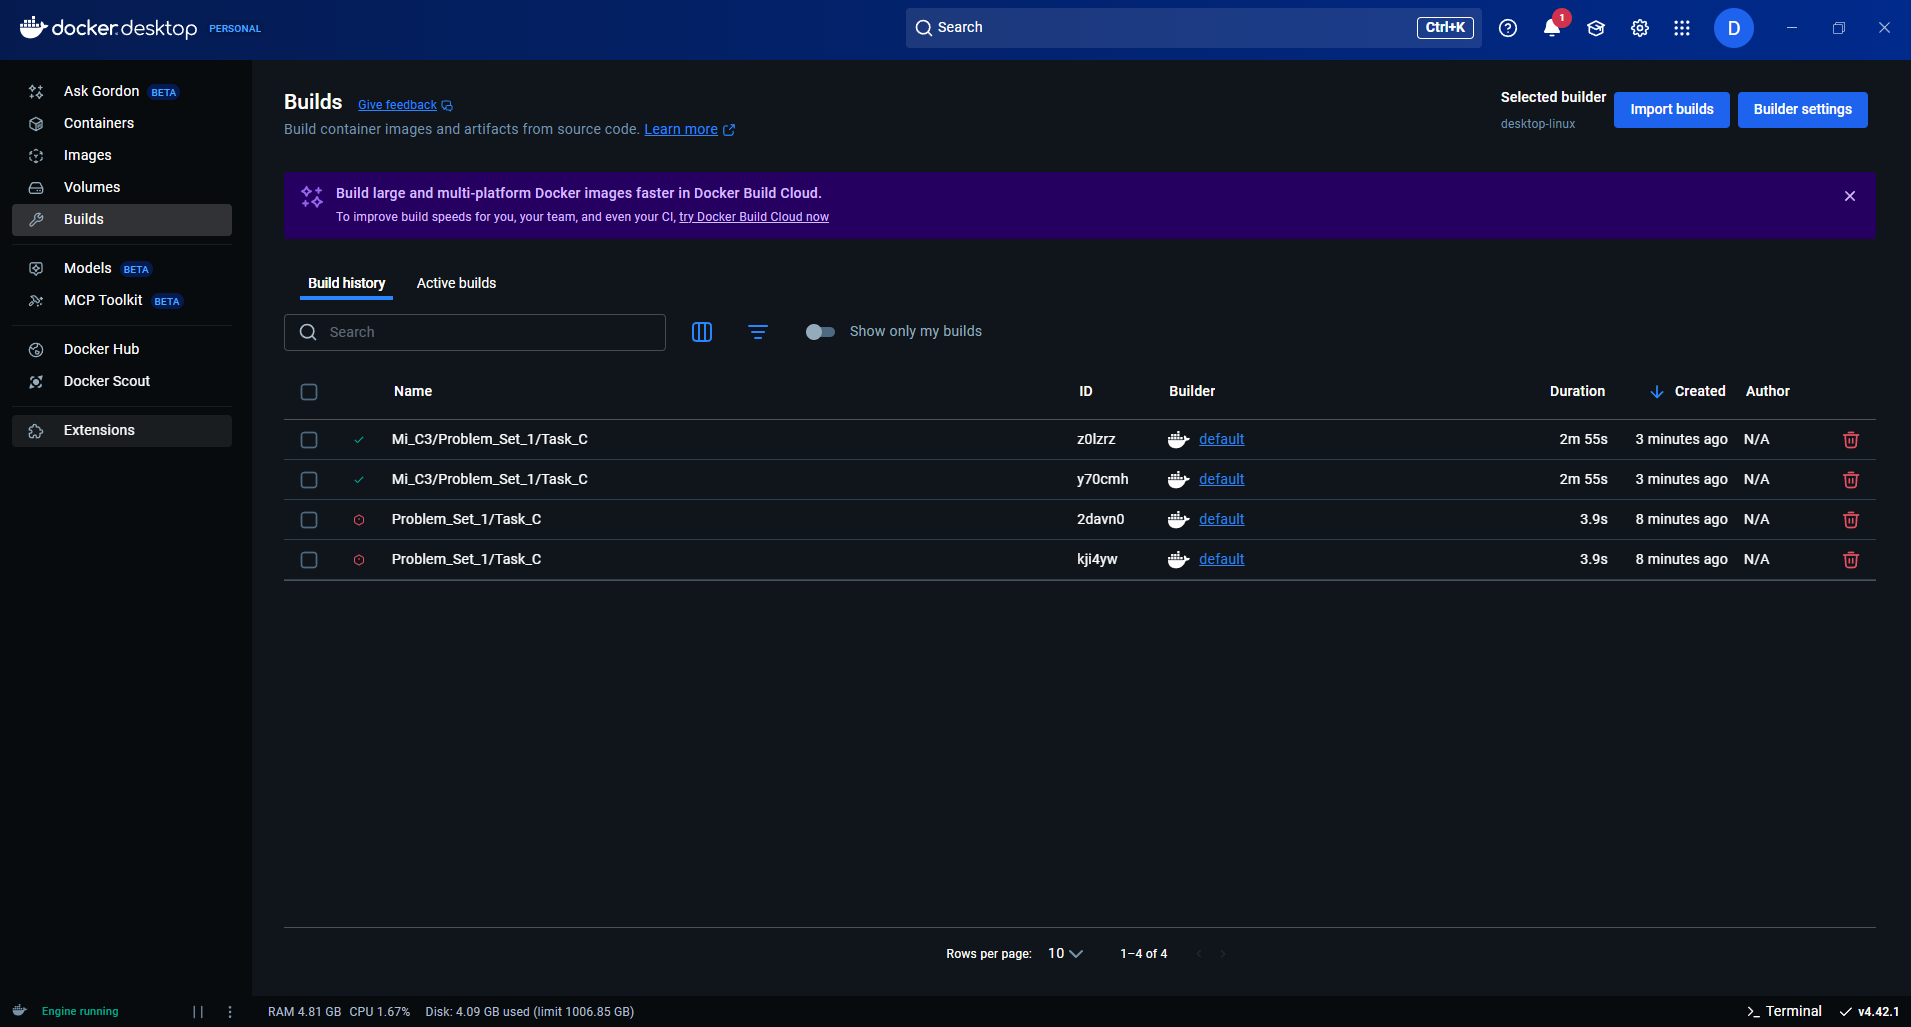 docker.desktop PERSONAL
Search Ctrl+K
1
D
Ask Gordon BETA
Containers
Images
Volumes
Builds
Models BETA
MCP Toolkit BETA
Docker Hub
Docker Scout
Extensions
Builds Give feedback
Build container images and artifacts from source code. Learn more
Selected builder
desktop-linux
Import builds
Builder settings
Build large and multi-platform Docker images faster in Docker Build Cloud.
To improve build speeds for you, your team, and even your CI, try Docker Build Cloud now
Build history Active builds
Search Show only my builds
Name ID Builder Duration Created Author
Mi_C3/Problem_Set_1/Task_C z0lzrz default 2m 55s 3 minutes ago N/A
Mi_C3/Problem_Set_1/Task_C y70cmh default 2m 55s 3 minutes ago N/A
Problem_Set_1/Task_C 2davn0 default 3.9s 8 minutes ago N/A
Problem_Set_1/Task_C kji4yw default 3.9s 8 minutes ago N/A
Rows per page: 10 1–4 of 4
Engine running RAM 4.81 GB CPU 1.67% Disk: 4.09 GB used (limit 1006.85 GB) Terminal v4.42.1